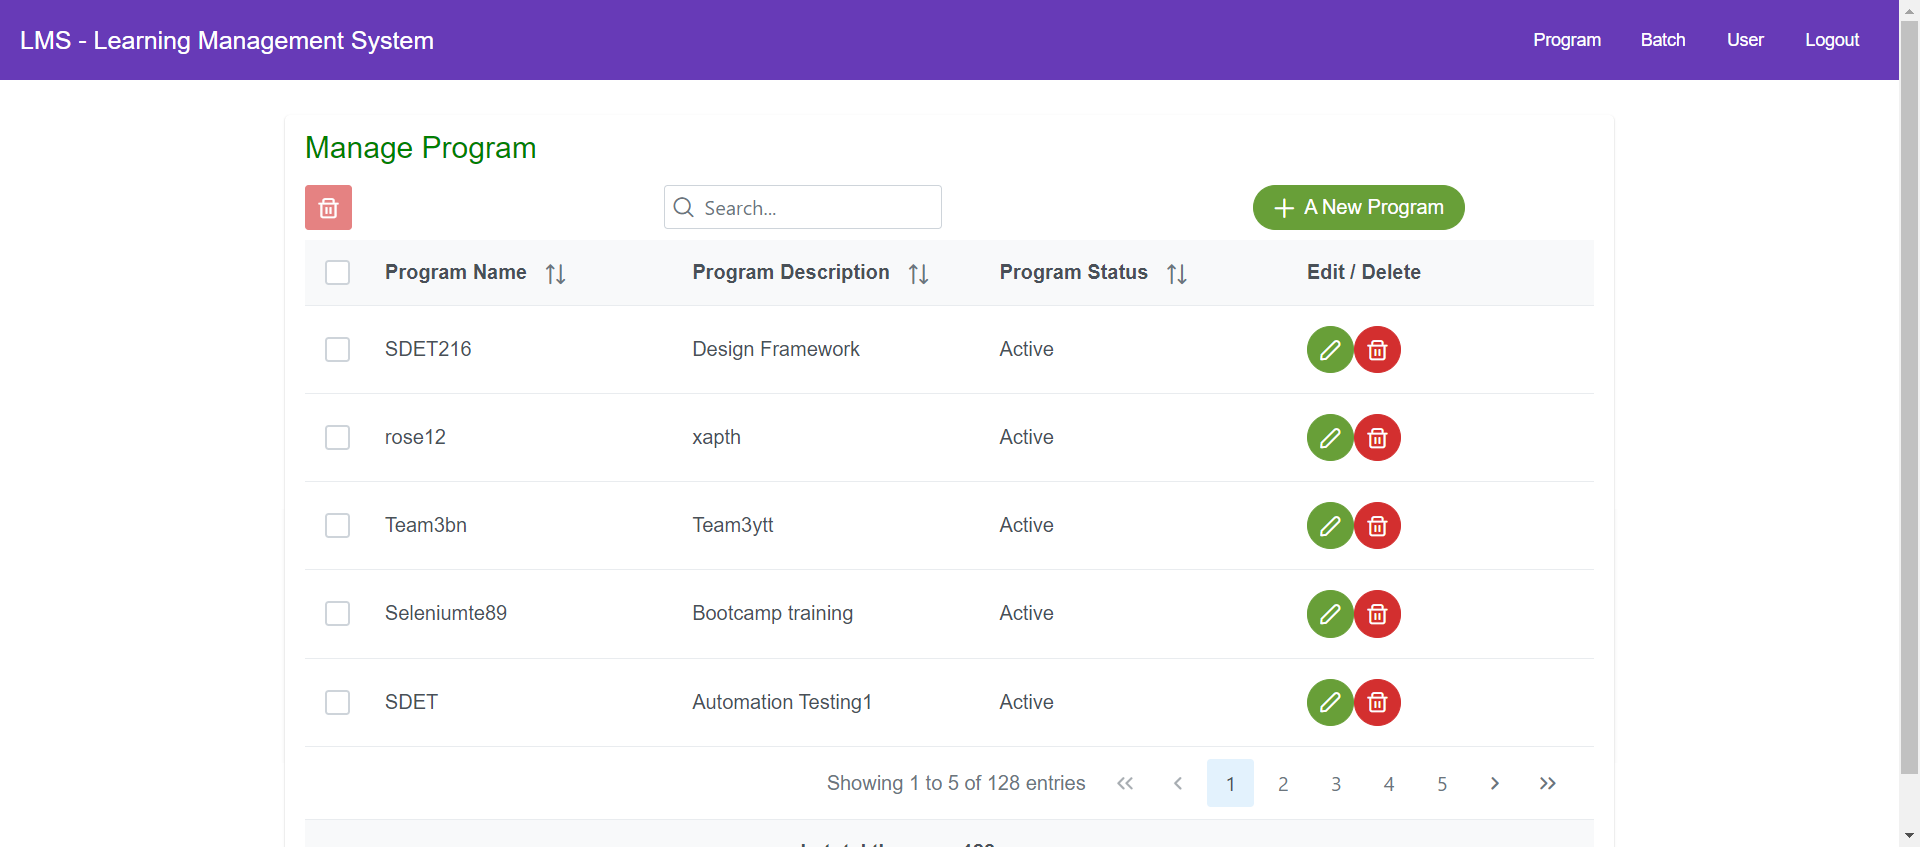 LMS - Learning Management System
Program Batch User Logout
Manage Program
Search...
A New Program
Program Name Program Description Program Status Edit / Delete
SDET216 Design Framework Active
rose12 xapth Active
Team3bn Team3ytt Active
Seleniumte89 Bootcamp training Active
SDET Automation Testing1 Active
Showing 1 to 5 of 128 entries << < 1 2 3 4 5 > >>